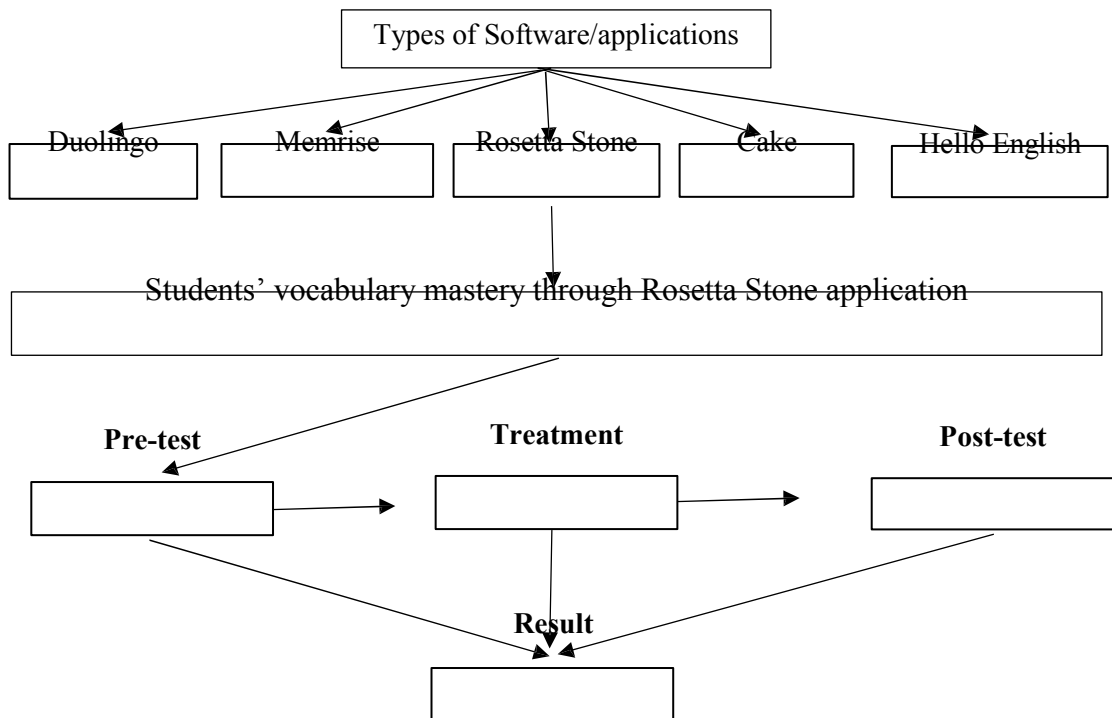 Types of Software/applications
Duolingo Memrise Rosetta Stone Cake Hello English
Students’ vocabulary mastery through Rosetta Stone application
Pre-test Treatment Post-test
Result